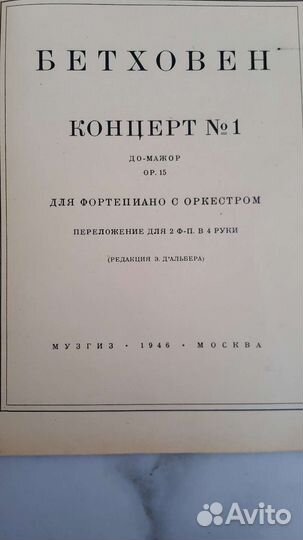 БЕТХОВЕН
КОНЦЕРТ №1
ДО-МАЖОР
OP. 15
ДЛЯ ФОРТЕПИАНО С ОРКЕСТРОМ
ПЕРЕЛОЖЕНИЕ ДЛЯ 2 Ф-П. В 4 РУКИ
(РЕДАКЦИЯ Э. Д'АЛЬБЕРА)
МУЗГИЗ · 1946 · МОСКВА
Avito